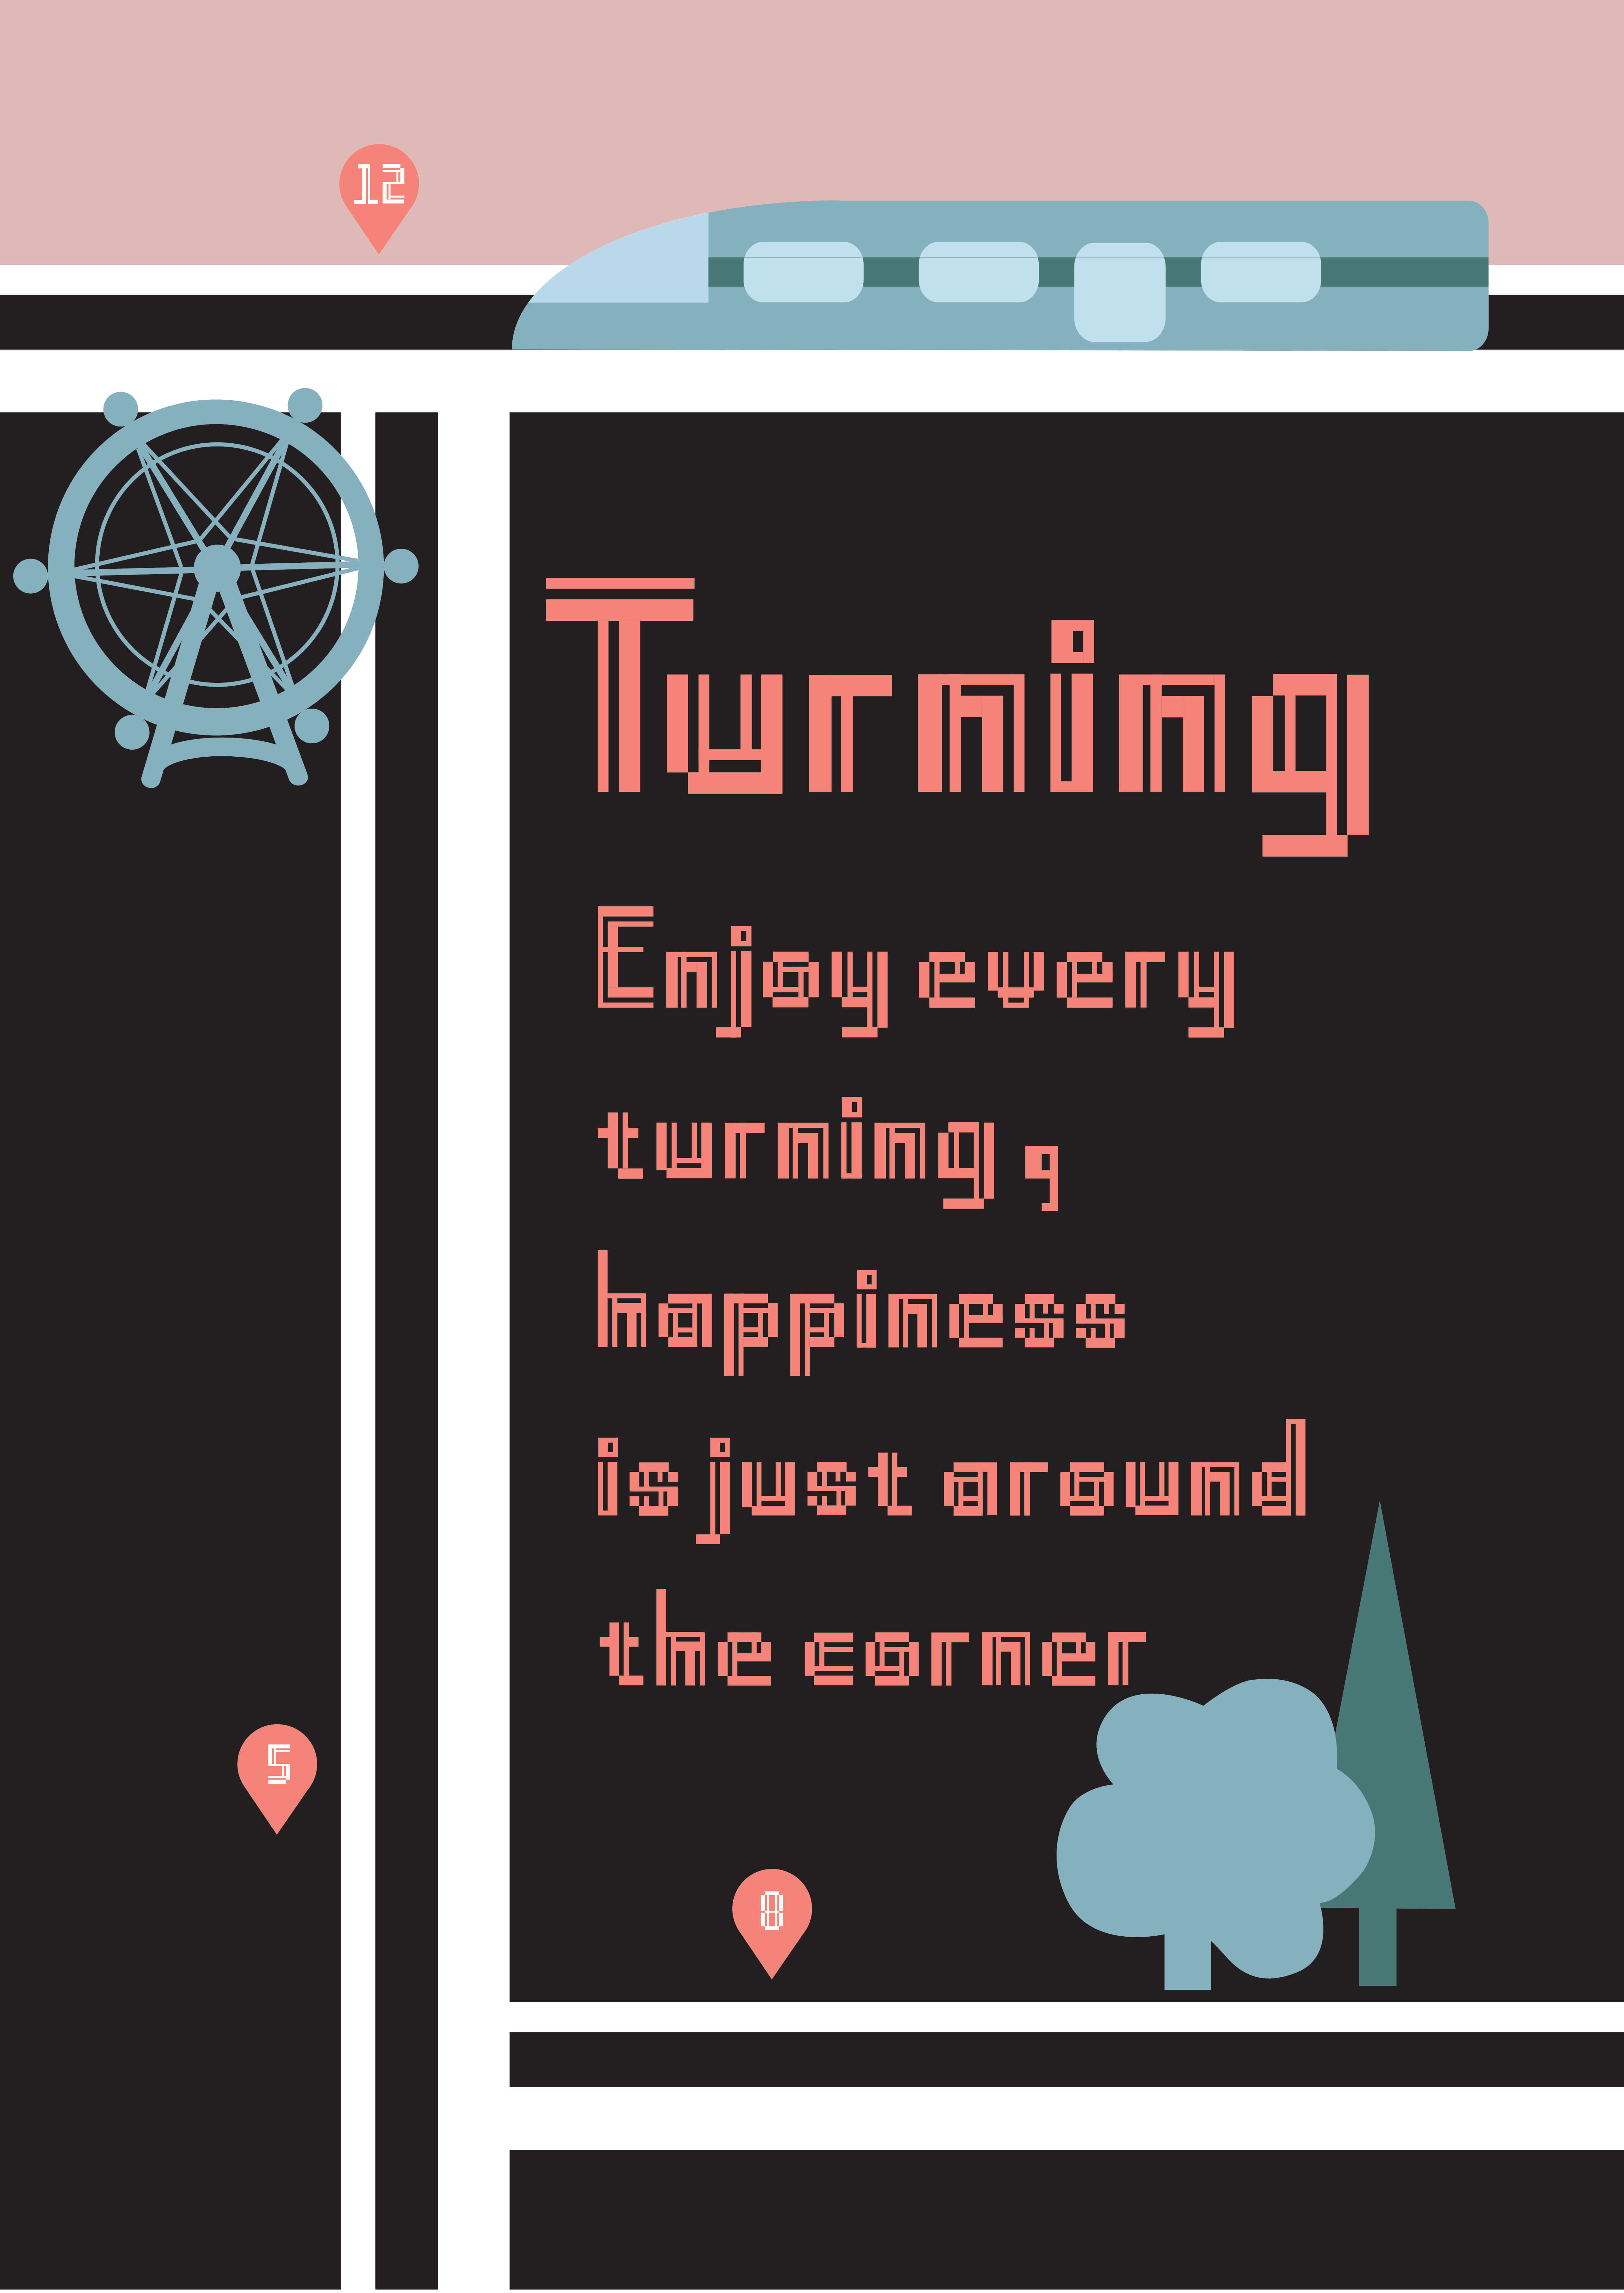 12
Turning
Enjoy every
turning ,
happiness
is just around
the corner
5
8